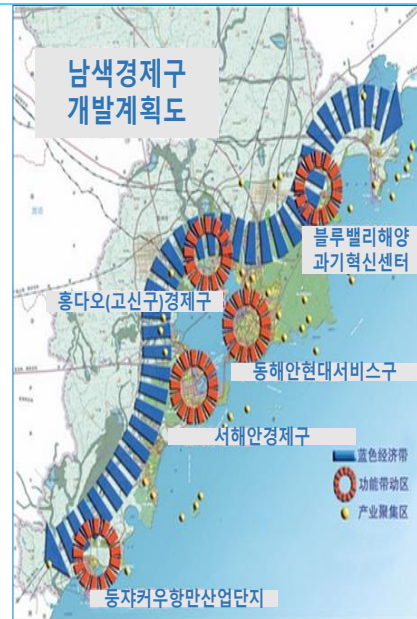 남색경제구
개발계획도
블루밸리해양
과기혁신센터
홍다오(고신구)경제구
동해안현대서비스구
서해안경제구
蓝色经济带
功能带动区
产业聚集区
둥쟈커우항만산업단지